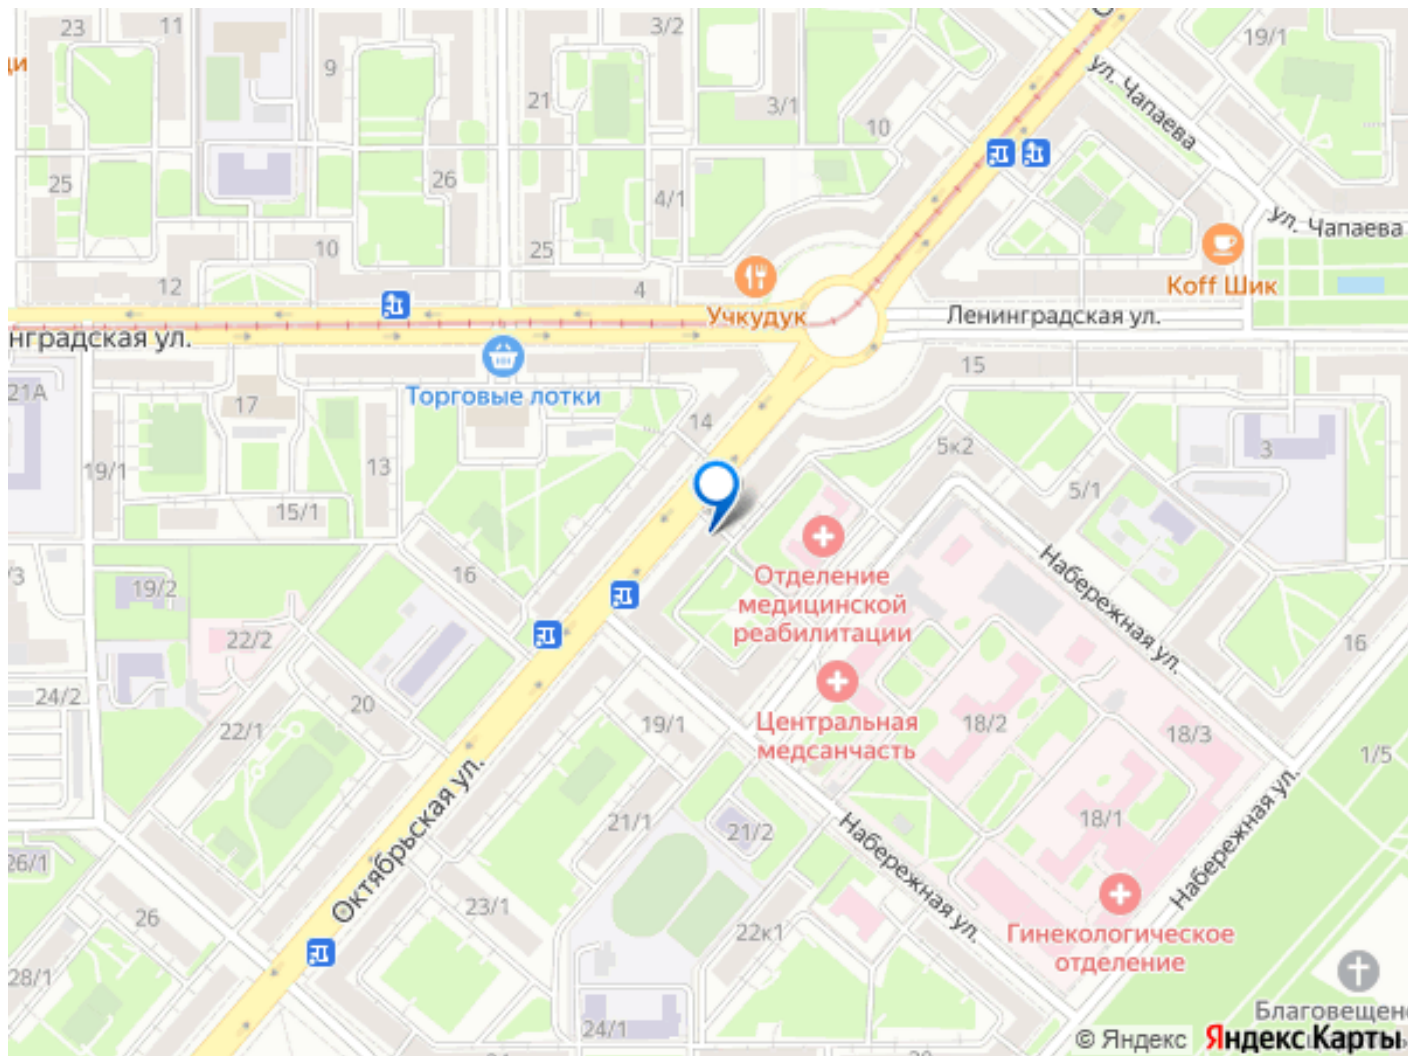 23
11
3/2
19/1
ди
9
ул. Чапаева
21
3/1
10
25
26
4/1
ул. Чапаева
10
25
12
4
Koff Шик
Учкудук
Ленинградская ул.
нградская ул.
21А
Торговые лотки
15
17
14
5к2
3
19/1
13
5/1
15/1
Отделение
медицинской
реабилитации
Набережная ул.
/3
19/2
16
22/2
16
24/2
20
22/1
19/1
Центральная
медсанчасть
18/2
18/3
1/5
Октябрьская ул.
21/1
21/2
18/1
26/1
Набережная ул.
Набережная ул.
26
23/1
22к1
Гинекологическое
отделение
28/1
24/1
Благовещенс
© Яндекс
Яндекс Карты